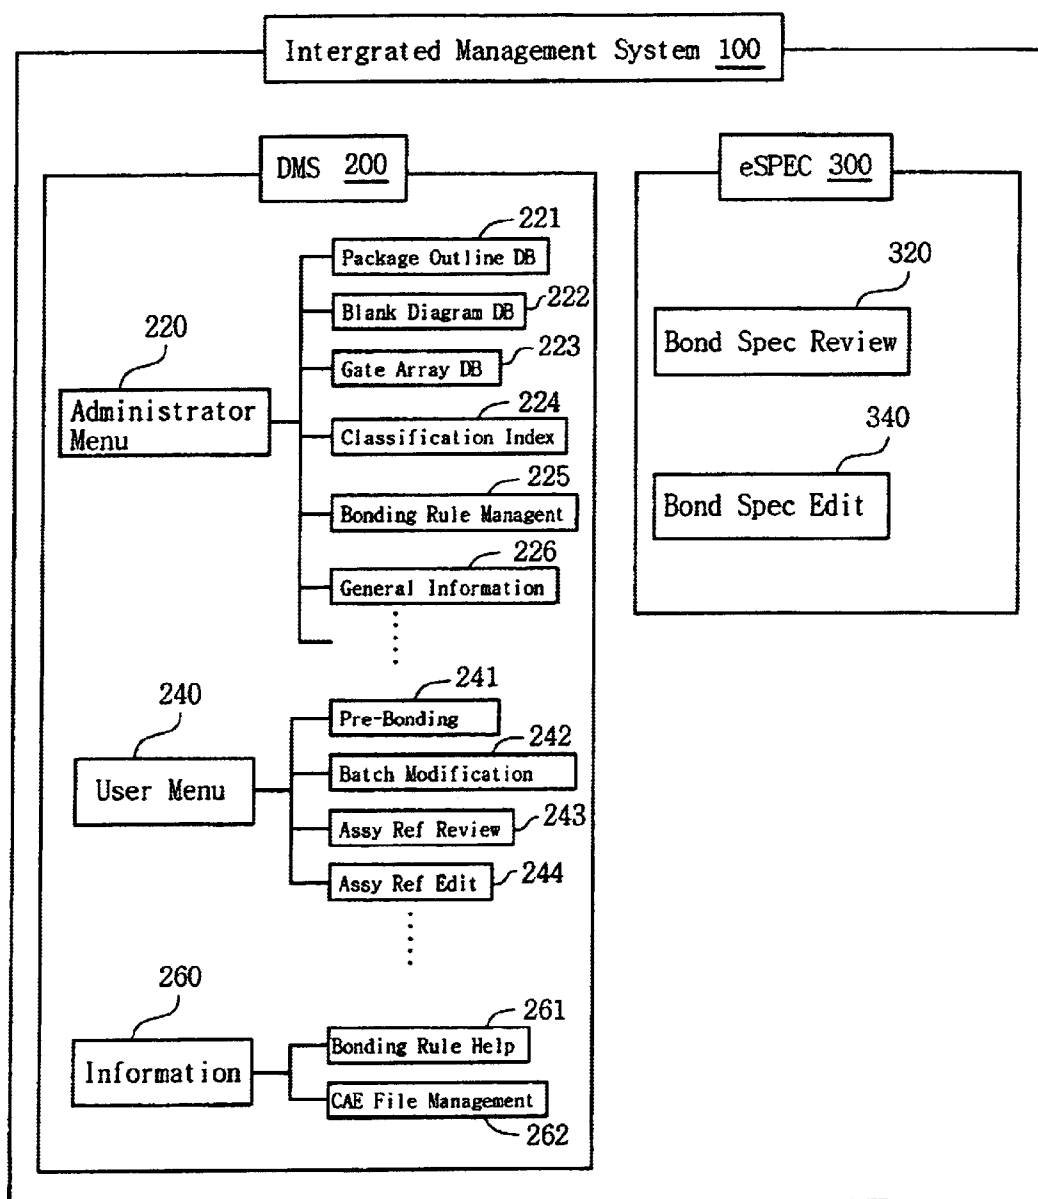 Intergrated Management System 100
DMS 200
eSPEC 300
221
Package Outline DB
222
Blank Diagram DB
223
Gate Array DB
220
Administrator
Menu
224
Classification Index
225
Bonding Rule Managent
226
General Information
320
Bond Spec Review
340
Bond Spec Edit
240
User Menu
241
Pre-Bonding
242
Batch Modification
243
Assy Ref Review
244
Assy Ref Edit
260
Information
261
Bonding Rule Help
CAE File Management
262